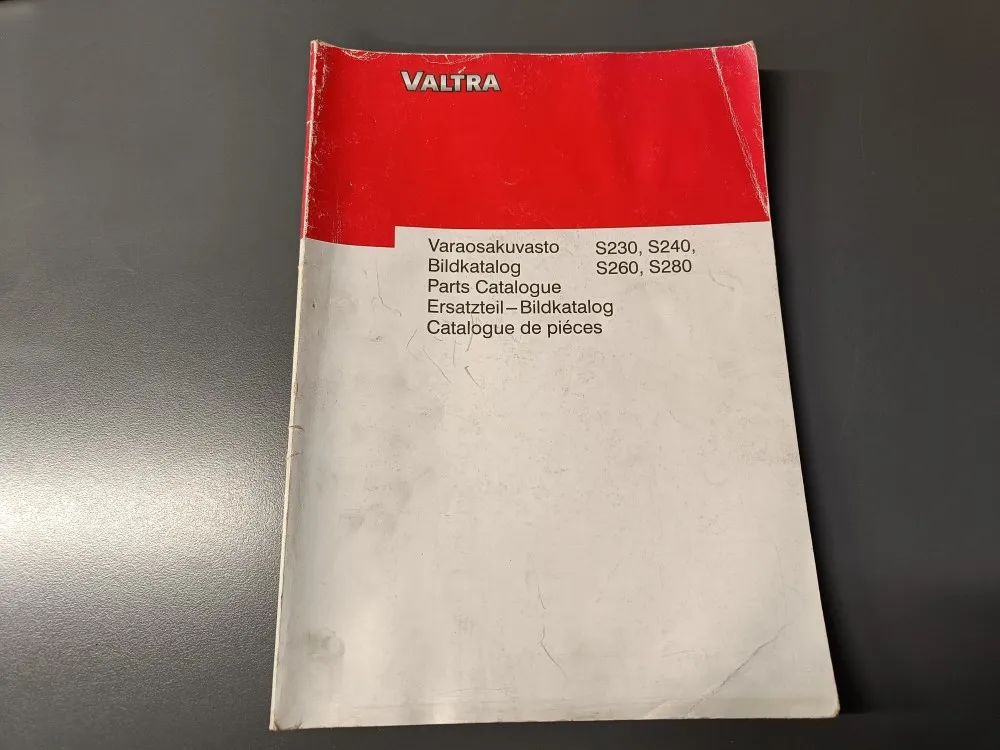 VALTRA
Varaosakuvasto S230, S240,
Bildkatalog S260, S280
Parts Catalogue
Ersatzteil–Bildkatalog
Catalogue de piéces